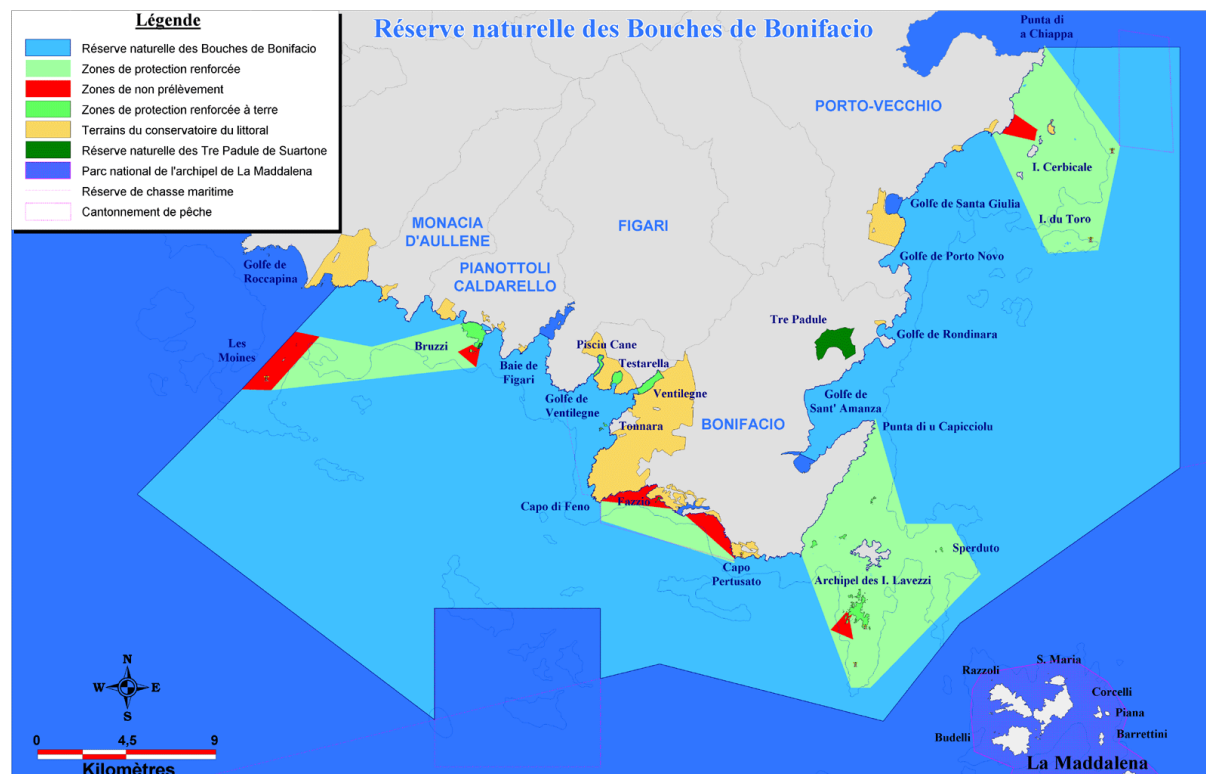 Légende
Réserve naturelle des Bouches de Bonifacio
Zones de protection renforcée
Zones de non prélèvement
Zones de protection renforcée à terre
Terrains du conservatoire du littoral
Réserve naturelle des Tre Padule de Suartone
Parc national de l'archipel de La Maddalena
Réserve de chasse maritime
Cantonnement de pêche
Réserve naturelle des Bouches de Bonifacio
Punta di
a Chiappa
PORTO-VECCHIO
I. Cerbicale
Golfe de Santa Giulia
I. du Toro
MONACIA
D'AULLENE
FIGARI
Golfe de Porto Novo
Golfe de
Roccapina
PIANOTTOLI
CALDARELLO
Tre Padule
Golfe de Rondinara
Les
Moines
Bruzzi
Pisciu Cane
Baie de
Figari
Testarella
Ventilegne
Golfe de
Ventilegne
Golfe de
Sant' Amanza
Tonnara
BONIFACIO
Punta di u Capicciolu
Capo di Feno
Fazzio
Sperduto
Capo
Pertusato
Archipel des I. Lavezzi
N
W
E
S
S. Maria
Razzoli
Corcelli
Piana
Budelli
Barrettini
La Maddalena
0
4,5
9
Kilomètres